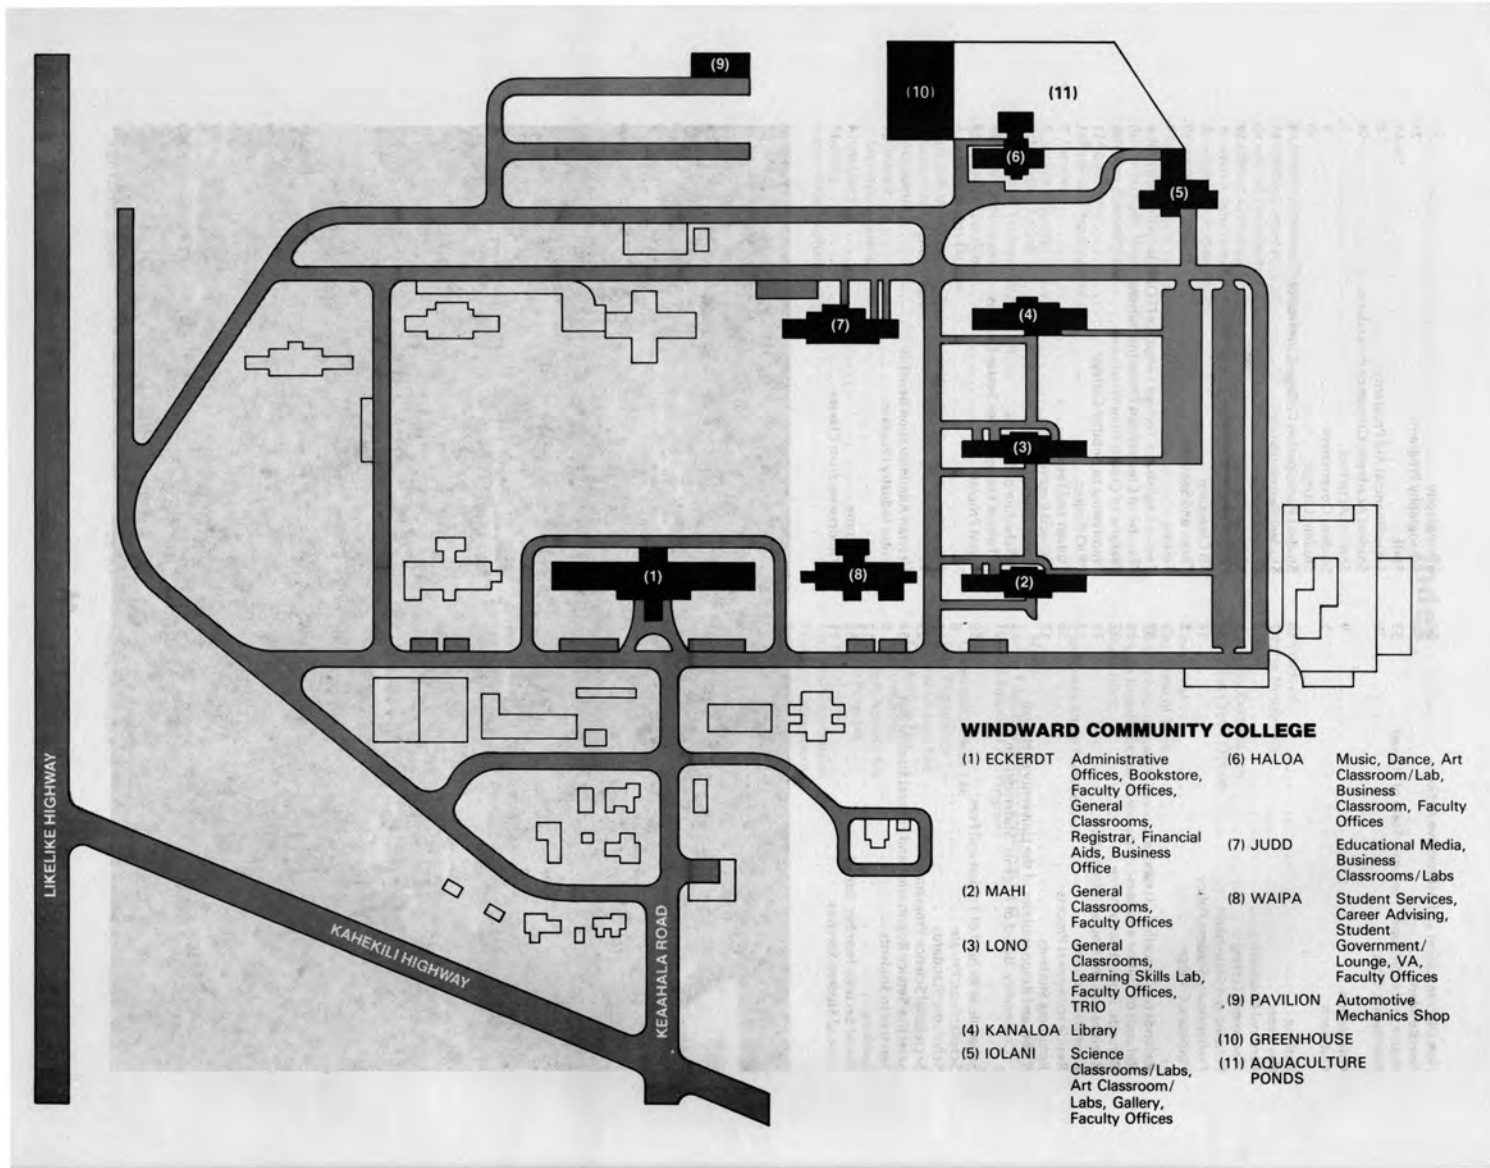 (9)
(10)
(11)
(6)
(5)
(7)
(4)
(3)
(1)
(8)
(2)
LIKELIKE HIGHWAY
KAHEKILI HIGHWAY
KEAAHALA ROAD
WINDWARD COMMUNITY COLLEGE
(1) ECKERDT Administrative
Offices, Bookstore,
Faculty Offices,
General
Classrooms,
Registrar, Financial
Aids, Business
Office
(2) MAHI General
Classrooms,
Faculty Offices
(3) LONO General
Classrooms,
Learning Skills Lab,
Faculty Offices,
TRIO
(4) KANALOA Library
(5) IOLANI Science
Classrooms/Labs,
Art Classroom/
Labs, Gallery,
Faculty Offices
(6) HALOA Music, Dance, Art
Classroom/Lab,
Business
Classroom, Faculty
Offices
(7) JUDD Educational Media,
Business
Classrooms/Labs
(8) WAIPA Student Services,
Career Advising,
Student
Government/
Lounge, VA,
Faculty Offices
(9) PAVILION Automotive
Mechanics Shop
(10) GREENHOUSE
(11) AQUACULTURE
PONDS